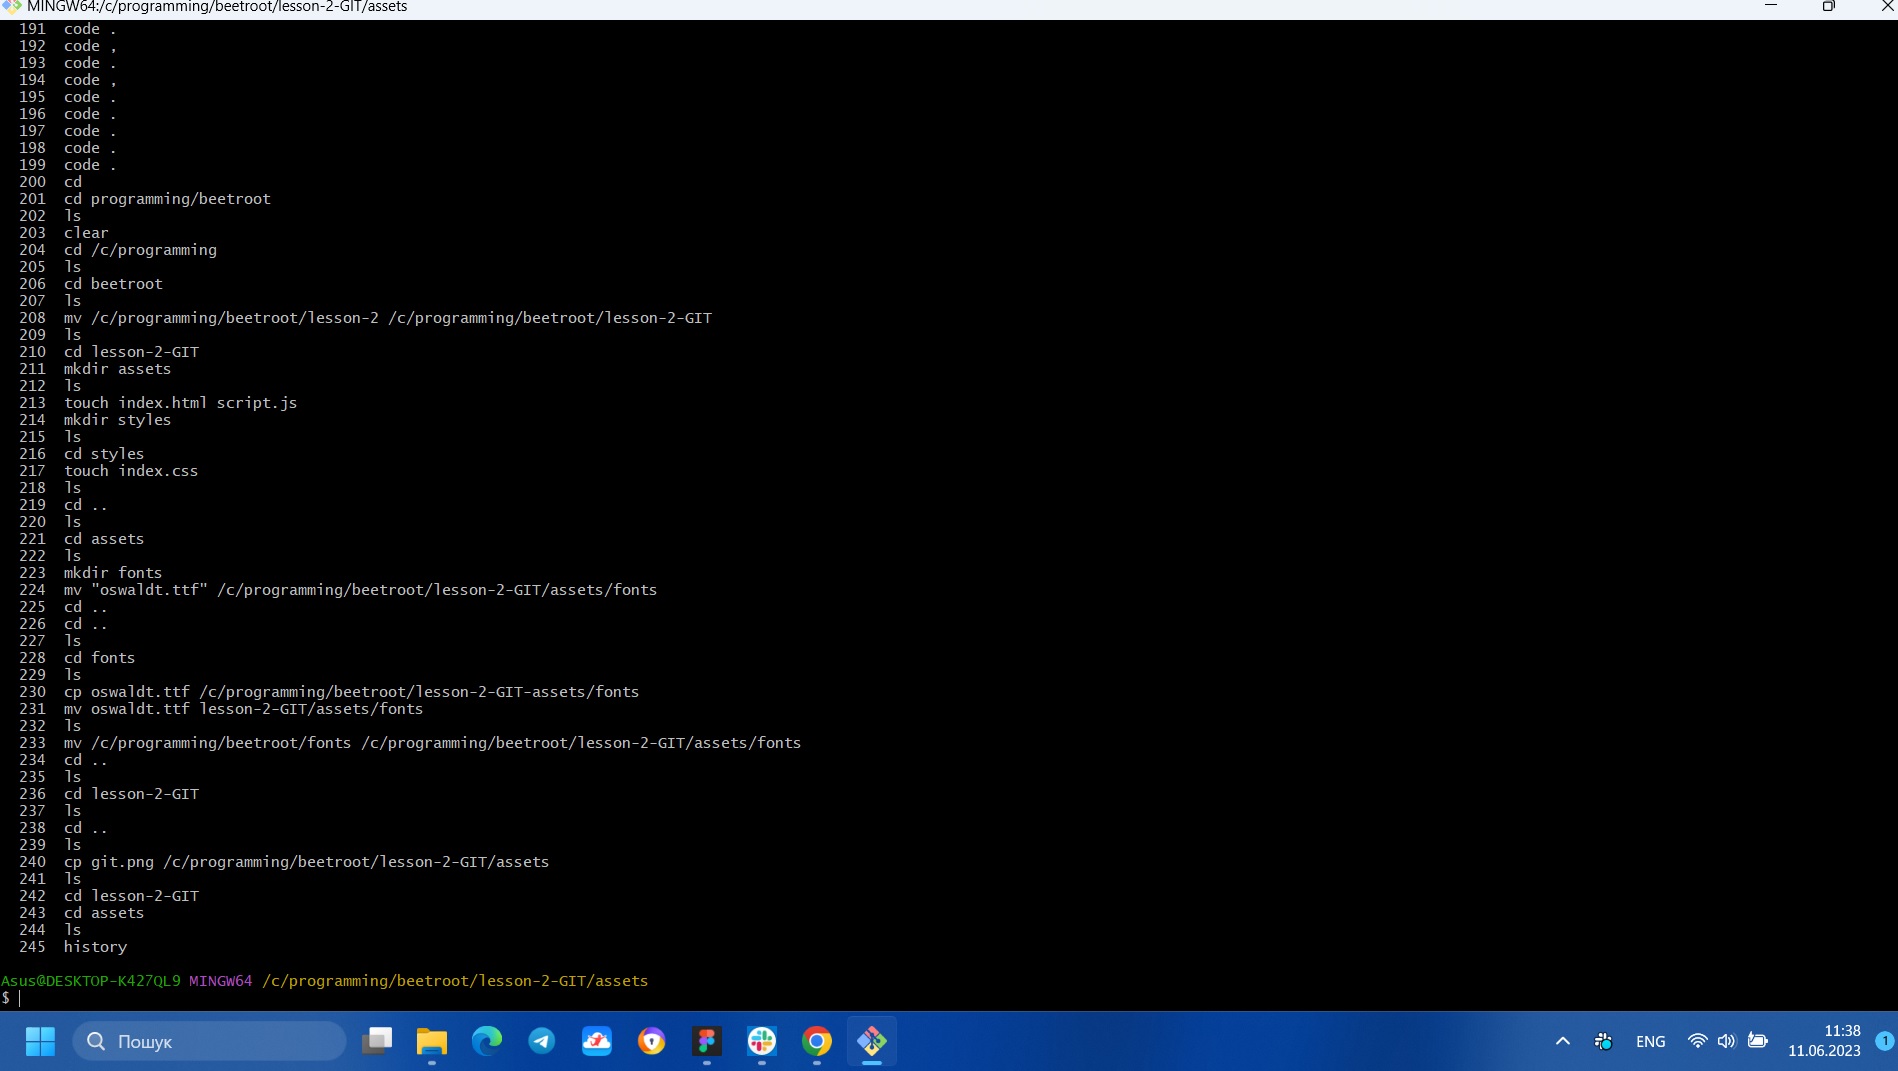 MINGW64:/c/programming/beetroot/lesson-2-GIT/assets
191 code .
192 code ,
193 code .
194 code ,
195 code .
196 code .
197 code .
198 code .
199 code .
200 cd
201 cd programming/beetroot
202 ls
203 clear
204 cd /c/programming
205 ls
206 cd beetroot
207 ls
208 mv /c/programming/beetroot/lesson-2 /c/programming/beetroot/lesson-2-GIT
209 ls
210 cd lesson-2-GIT
211 mkdir assets
212 ls
213 touch index.html script.js
214 mkdir styles
215 ls
216 cd styles
217 touch index.css
218 ls
219 cd ..
220 ls
221 cd assets
222 ls
223 mkdir fonts
224 mv "oswaldt.ttf" /c/programming/beetroot/lesson-2-GIT/assets/fonts
225 cd ..
226 cd ..
227 ls
228 cd fonts
229 ls
230 cp oswaldt.ttf /c/programming/beetroot/lesson-2-GIT-assets/fonts
231 mv oswaldt.ttf lesson-2-GIT/assets/fonts
232 ls
233 mv /c/programming/beetroot/fonts /c/programming/beetroot/lesson-2-GIT/assets/fonts
234 cd ..
235 ls
236 cd lesson-2-GIT
237 ls
238 cd ..
239 ls
240 cp git.png /c/programming/beetroot/lesson-2-GIT/assets
241 ls
242 cd lesson-2-GIT
243 cd assets
244 ls
245 history
Asus@DESKTOP-K427QL9 MINGW64 /c/programming/beetroot/lesson-2-GIT/assets
$
Пошук
ENG
11:38
11.06.2023
1